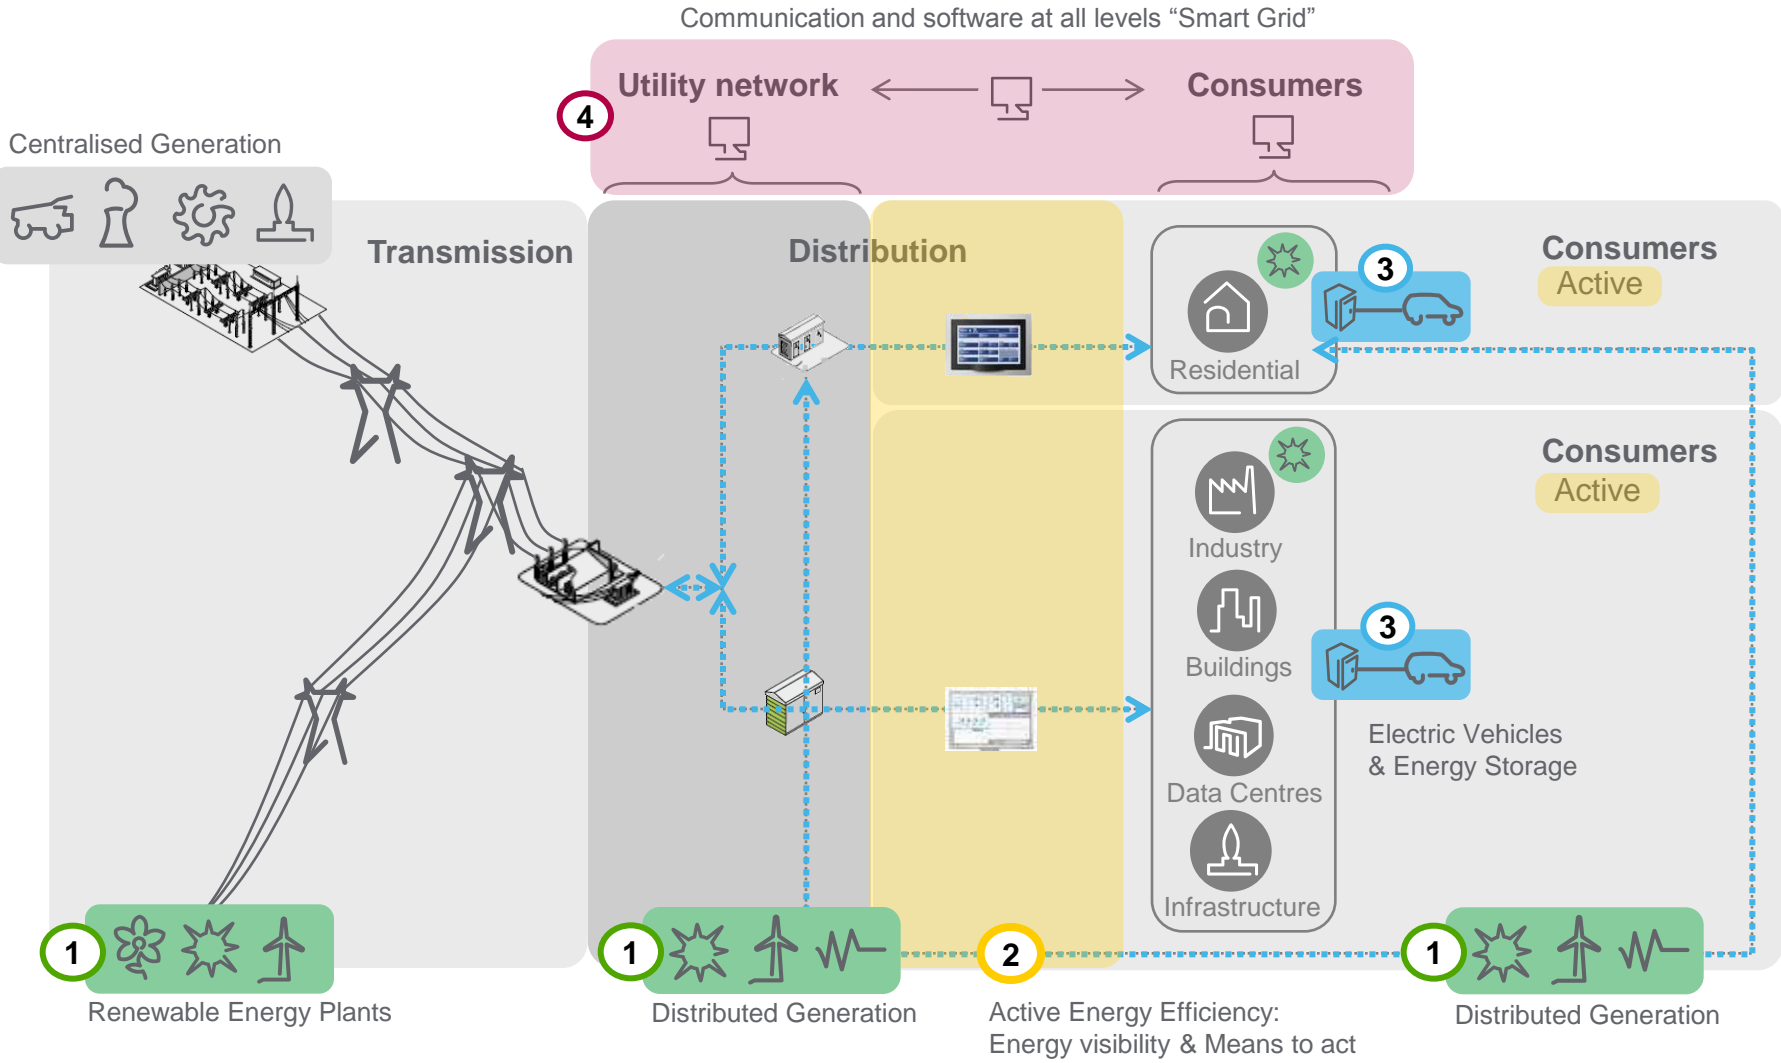 Communication and software at all levels “Smart Grid”
Utility network
Consumers
4
Centralised Generation
Transmission
Distribution
Consumers
Active
3
Residential
Consumers
Active
Industry
Buildings
3
Data Centres
Electric Vehicles
& Energy Storage
Infrastructure
1
1
2
1
Renewable Energy Plants
Distributed Generation
Active Energy Efficiency:
Energy visibility & Means to act
Distributed Generation